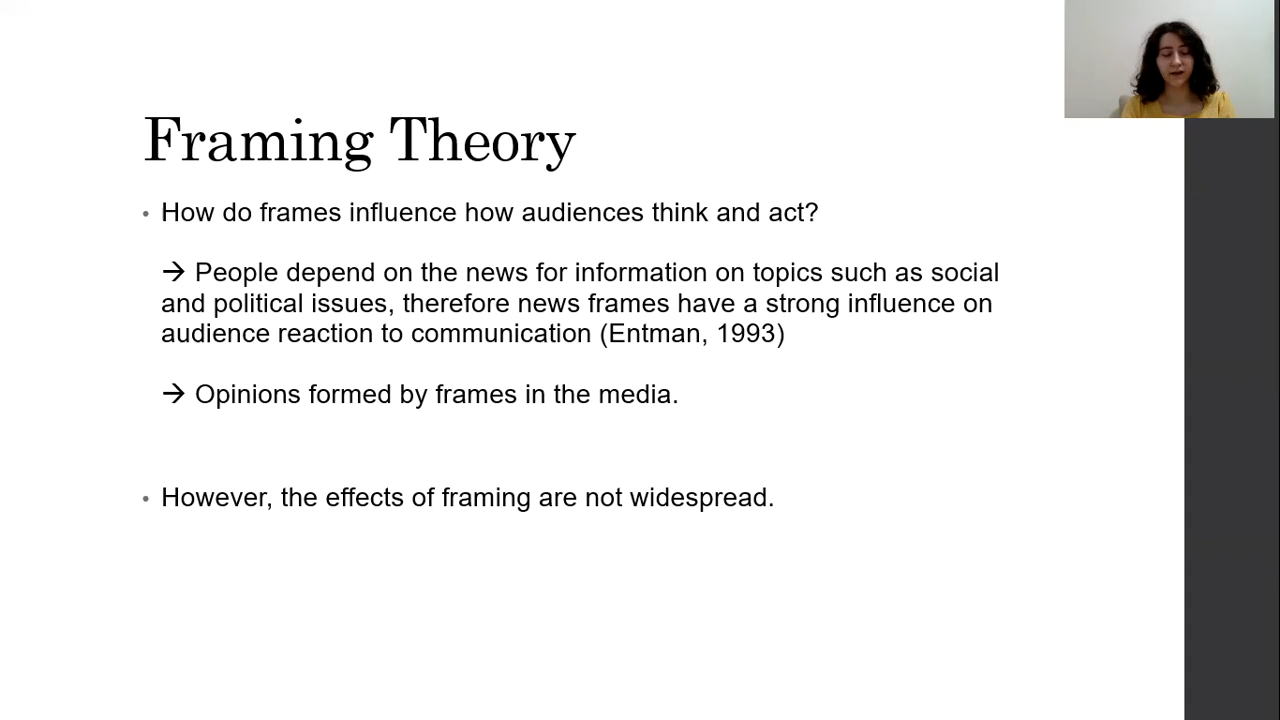 Framing Theory
• How do frames influence how audiences think and act?
→ People depend on the news for information on topics such as social
and political issues, therefore news frames have a strong influence on
audience reaction to communication (Entman, 1993)
→ Opinions formed by frames in the media.
• However, the effects of framing are not widespread.